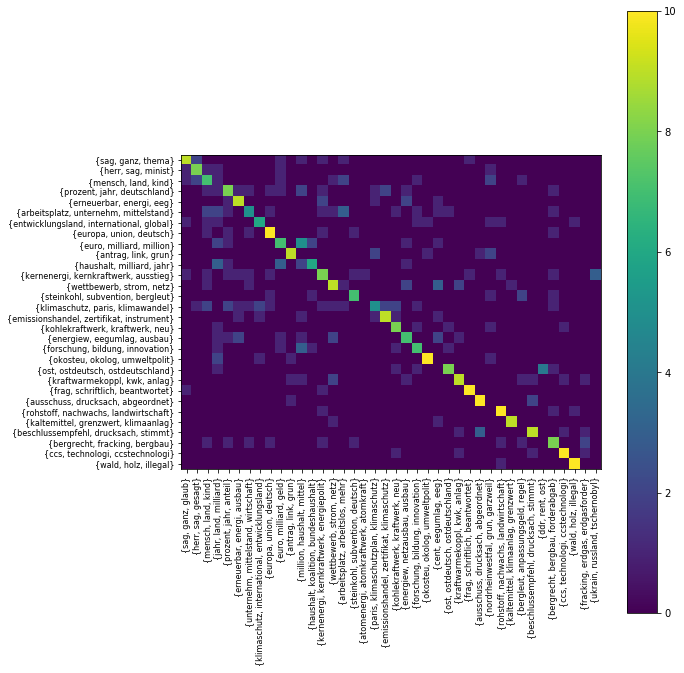 10
8
6
4
2
0
{sag, ganz, thema}
{herr, sag, minist}
{mensch, land, kind}
{prozent, jahr, deutschland}
{erneuerbar, energi, eeg}
{arbeitsplatz, unternehm, mittelstand}
{entwicklungsland, international, global}
{europa, union, deutsch}
{euro, milliard, million}
{antrag, link, grun}
{haushalt, milliard, jahr}
{kernenergi, kernkraftwerk, ausstieg}
{wettbewerb, strom, netz}
{steinkohl, subvention, bergleut}
{klimaschutz, paris, klimawandel}
{emissionshandel, zertifikat, instrument}
{kohlekraftwerk, kraftwerk, neu}
{energiew, eegumlag, ausbau}
{forschung, bildung, innovation}
{okosteu, okolog, umweltpolit}
{ost, ostdeutsch, ostdeutschland}
{kraftwarmekoppl, kwk, anlag}
{frag, schriftlich, beantwortet}
{ausschuss, drucksach, abgeordnet}
{rohstoff, nachwachs, landwirtschaft}
{kaltemittel, grenzwert, klimaanlag}
{beschlussempfehl, drucksach, stimmt}
{bergrecht, fracking, bergbau}
{ccs, technologi, ccstechnologi}
{wald, holz, illegal}
{sag, ganz, glaub}
{herr, sag, gesagt}
{mensch, land, kind}
{jahr, land, milliard}
{prozent, jahr, anteil}
{erneuerbar, energi, ausbau}
{unternehm, mittelstand, wirtschaft}
{klimaschutz, international, entwicklungsland}
{europa, union, deutsch}
{euro, milliard, geld}
{antrag, link, grun}
{million, haushalt, mittel}
{haushalt, koalition, bundeshaushalt}
{kernenergi, kernkraftwerk, energiepolit}
{wettbewerb, strom, netz}
{arbeitsplatz, arbeitslos, mehr}
{steinkohl, subvention, deutsch}
{atomenergi, atomkraftwerk, atomkraft}
{paris, klimaschutzplan, klimaschutz}
{emissionshandel, zertifikat, klimaschutz}
{kohlekraftwerk, kraftwerk, neu}
{energiew, netzausbau, ausbau}
{forschung, bildung, innovation}
{okosteu, okolog, umweltpolit}
{cent, eegumlag, eeg}
{ost, ostdeutsch, ostdeutschland}
{kraftwarmekoppl, kwk, anlag}
{frag, schriftlich, beantwortet}
{ausschuss, drucksach, abgeordnet}
{nordrheinwestfal, grun, garzweil}
{rohstoff, nachwachs, landwirtschaft}
{kaltemittel, klimaanlag, grenzwert}
{bergleut, anpassungsgeld, regel}
{beschlussempfehl, drucksach, stimmt}
{ddr, rent, ost}
{bergrecht, bergbau, forderabgab}
{ccs, technologi, ccstechnologi}
{wald, holz, illegal}
{fracking, erdgas, erdgasforder}
{ukrain, russland, tschernobyl}